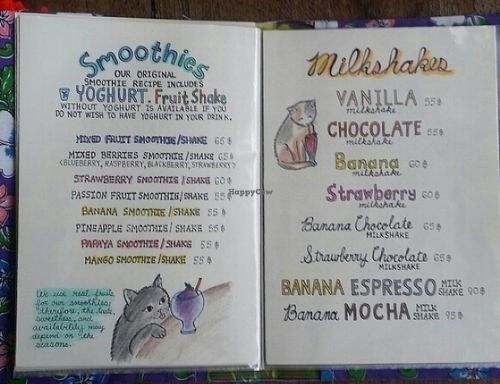 Smoothies
OUR ORIGINAL
SMOOTHIE RECIPE INCLUDES
YOGHURT. Fruit Shake
WITHOUT YOGHURT IS AVAILABLE IF YOU
DO NOT WISH TO HAVE YOGHURT IN YOUR DRINK.
MIXED FRUIT SMOOTHIE/SHAKE 65฿
MIXED BERRIES SMOOTHIE/SHAKE 65฿
(BLUEBERRY, RASPBERRY, BLACKBERRY, STRAWBERRY)
STRAWBERRY SMOOTHIE/SHAKE 60฿
PASSION FRUIT SMOOTHIE/SHAKE 55฿
BANANA SMOOTHIE/SHAKE 55฿
PINEAPPLE SMOOTHIE/SHAKE 55฿
PAPAYA SMOOTHIE/SHAKE 55฿
MANGO SMOOTHIE/SHAKE 55฿
We use real fruits
for our smoothies;
therefore, the taste,
sweetness, and
availability may
depend on the
seasons.
HappyCow
Milkshakes
VANILLA 55฿
milkshake
CHOCOLATE 55฿
milkshake
Banana 60฿
milkshake
Strawberry 60฿
milkshake
Banana Chocolate 65฿
MILKSHAKE
Strawberry Chocolate 65฿
MILKSHAKE
BANANA ESPRESSO MILK SHAKE 90฿
Banana MOCHA MILK SHAKE 95฿